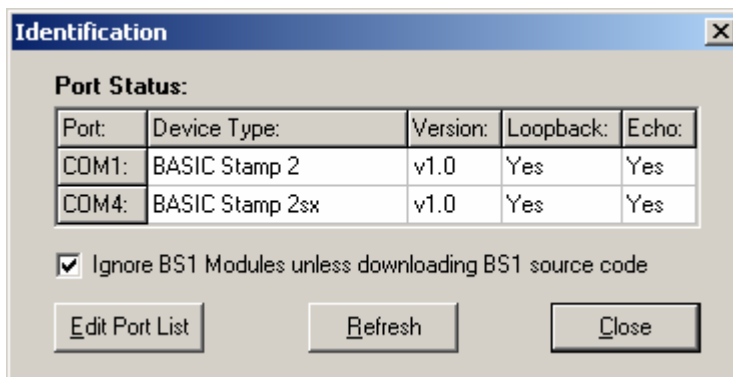 Identification
Port Status:
Port: Device Type: Version: Loopback: Echo:
COM1: BASIC Stamp 2 v1.0 Yes Yes
COM4: BASIC Stamp 2sx v1.0 Yes Yes
Ignore BS1 Modules unless downloading BS1 source code
Edit Port List Refresh Close